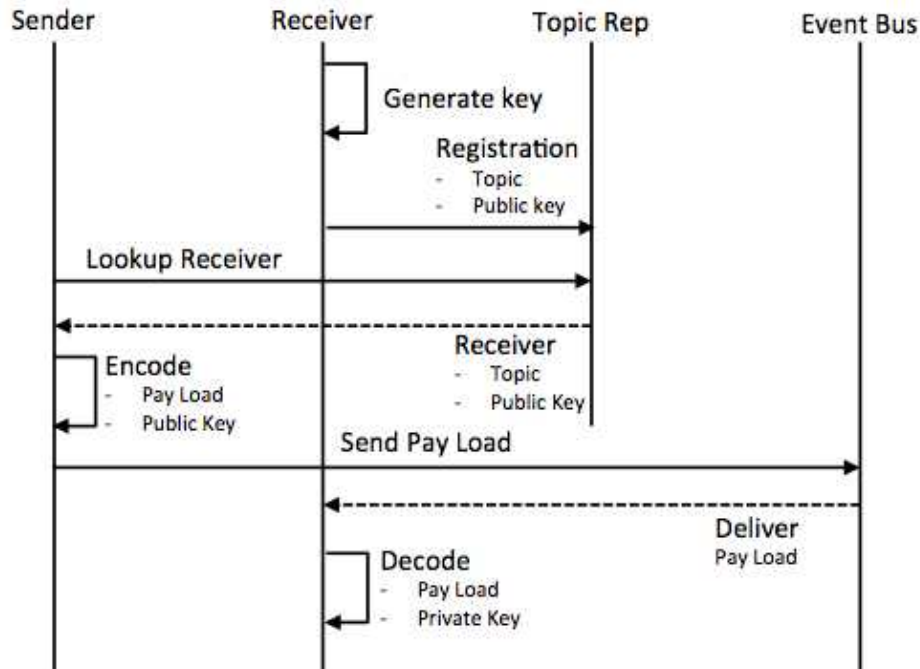 Sender Receiver Topic Rep Event Bus
Generate key
Registration
- Topic
- Public key
Lookup Receiver
Receiver
- Topic
- Public Key
Encode
- Pay Load
- Public Key
Send Pay Load
Deliver
Pay Load
Decode
- Pay Load
- Private Key